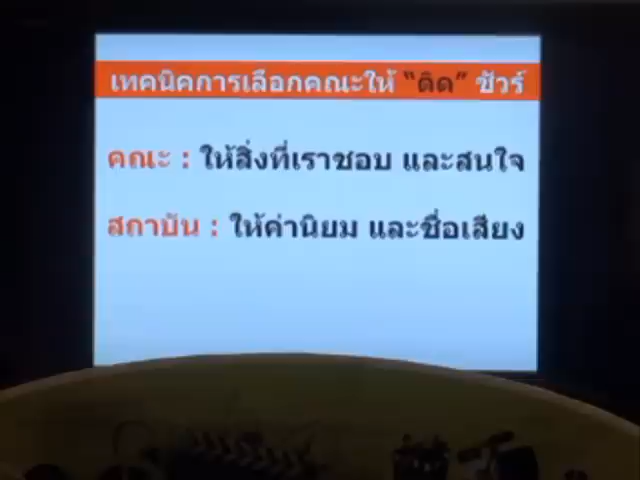 เทคนิคการเลือกคณะให้ "ติด" ชัวร์
คณะ : ให้สิ่งที่เราชอบ และสนใจ
สถาบัน : ให้ค่านิยม และชื่อเสียง